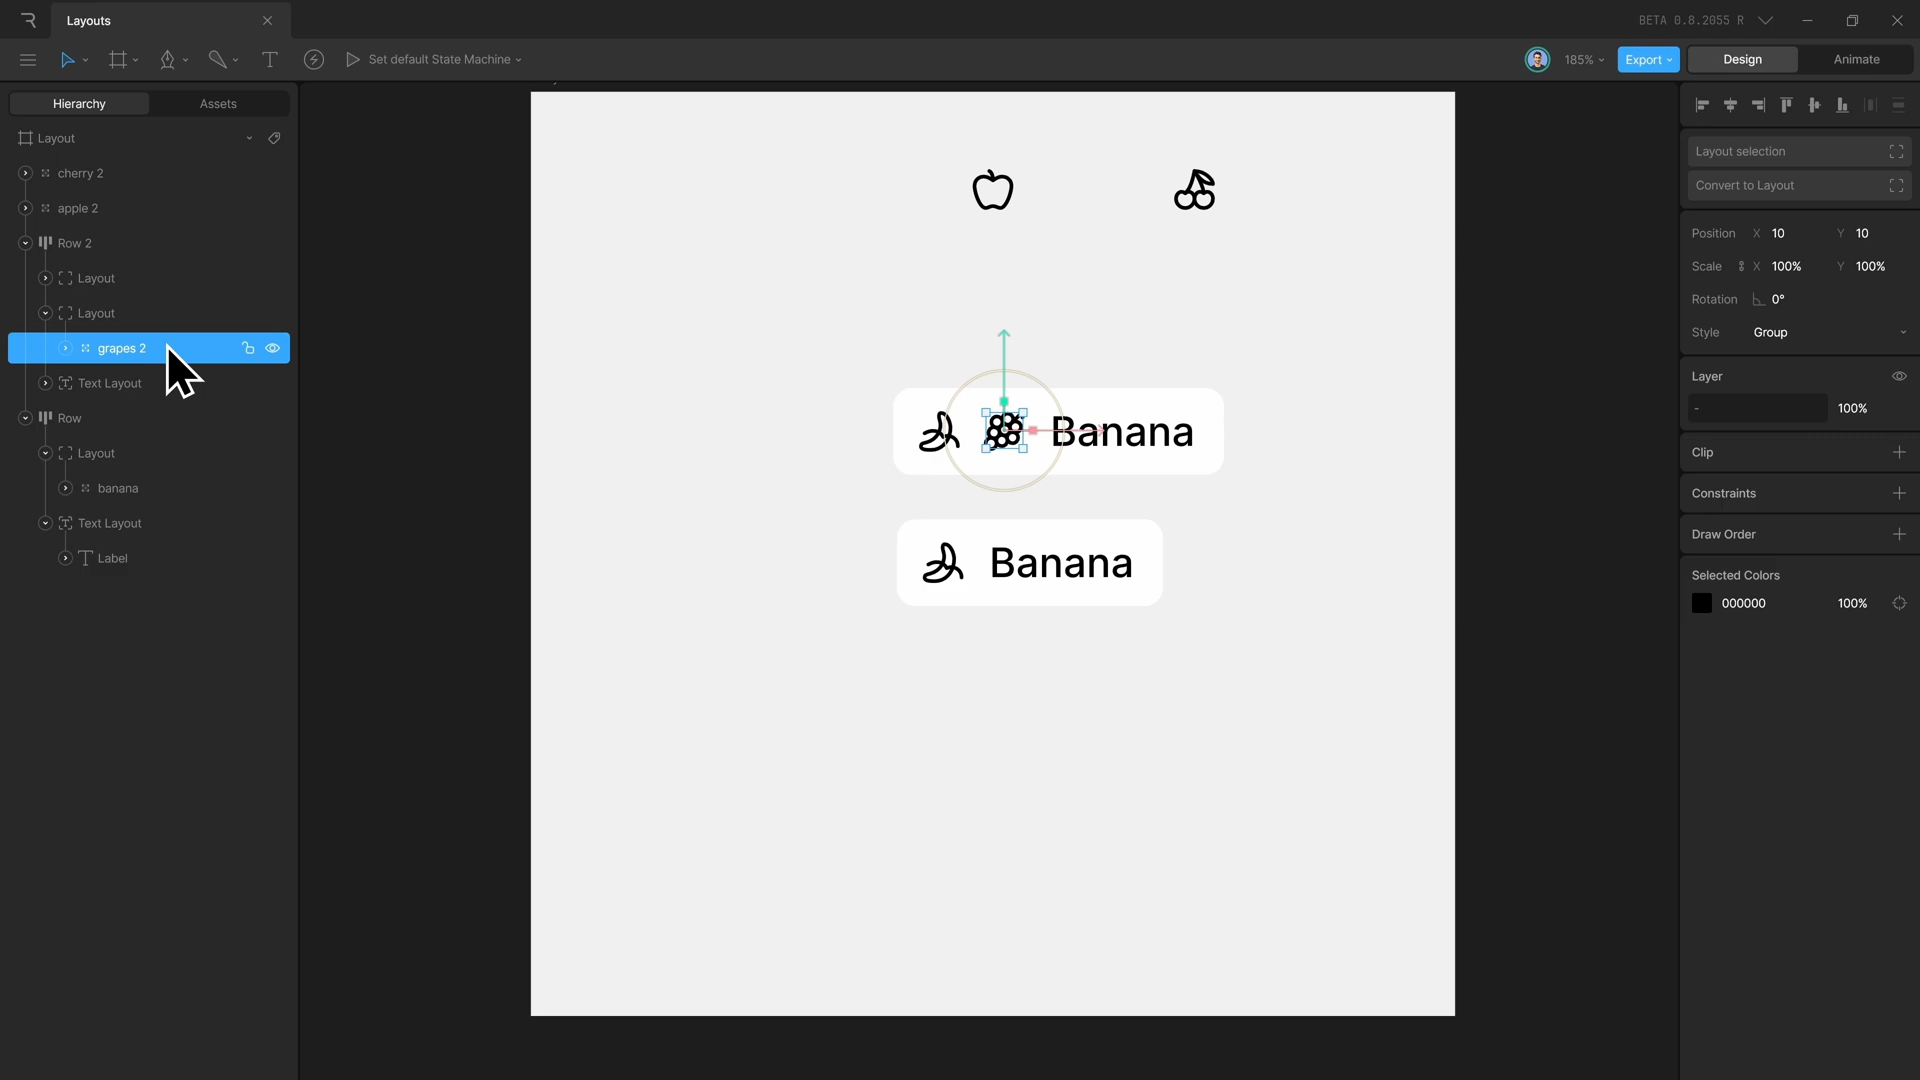 Layouts
BETA 0.8.2055 R
Set default State Machine
185%
Export
Design
Animate
Hierarchy
Assets
Layout
cherry 2
apple 2
Row 2
Layout
Layout
grapes 2
Text Layout
Row
Layout
banana
Text Layout
Label
Banana
Banana
Layout selection
Convert to Layout
Position X 10 Y 10
Scale X 100% Y 100%
Rotation 0°
Style Group
Layer
- 100%
Clip
Constraints
Draw Order
Selected Colors
000000 100%